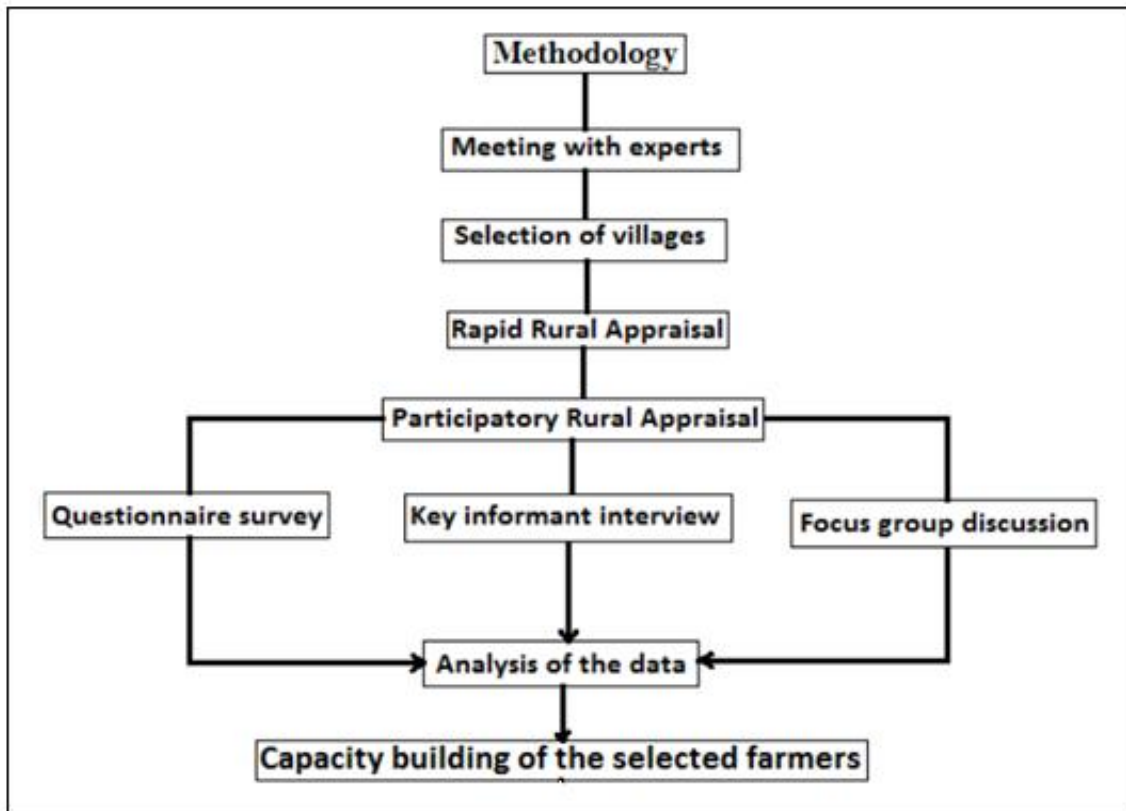 Methodology
Meeting with experts
Selection of villages
Rapid Rural Appraisal
Participatory Rural Appraisal
Questionnaire survey
Key informant interview
Focus group discussion
Analysis of the data
Capacity building of the selected farmers